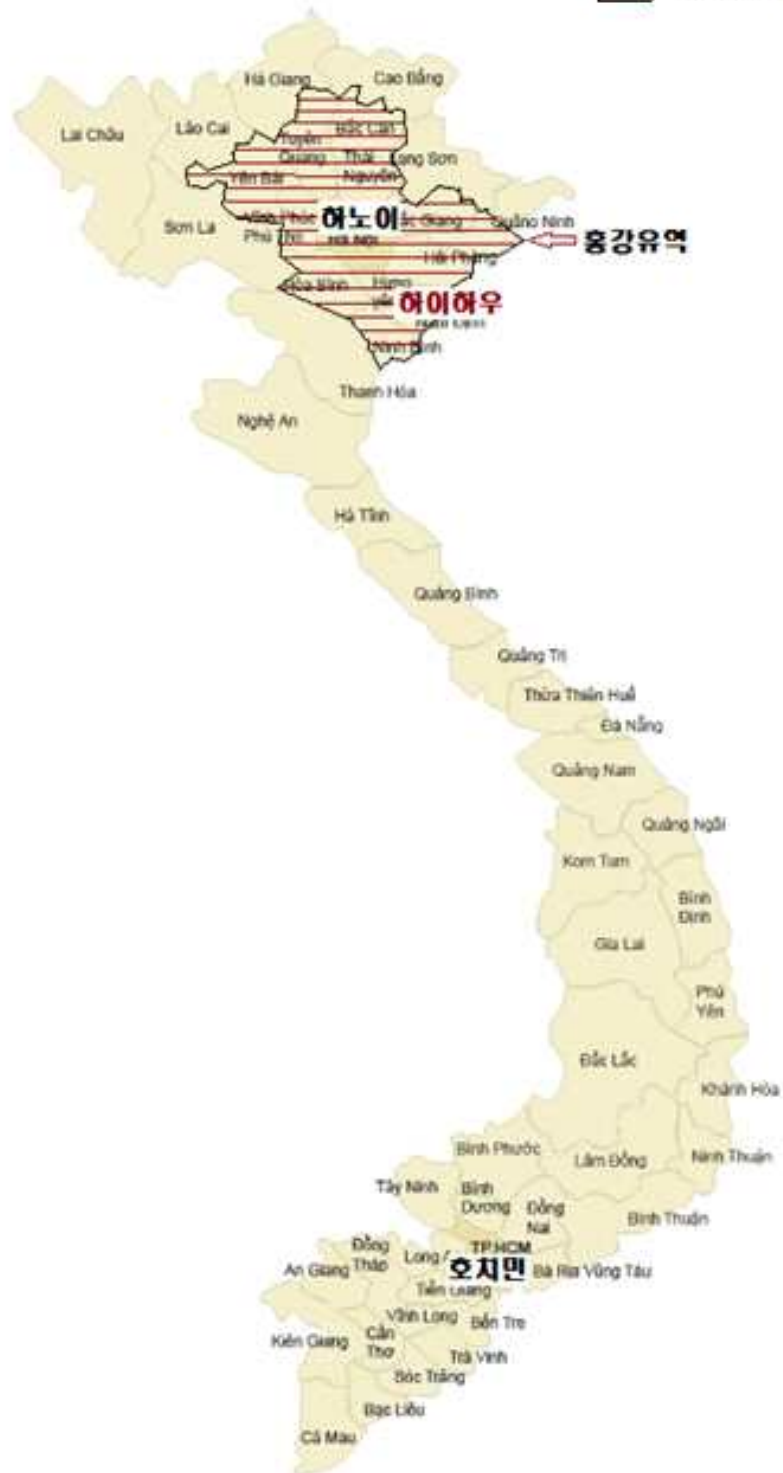 Hà Giang
Cao Bằng
Lai Châu
Lào Cai
Tuyên
Quang
Bắc Cạn
Thái
Nguyên
Lạng Sơn
Yên Bái
Sơn La
Vĩnh Phúc
Phú Thọ
하노이
Hà Nội
ắc Giang
Quảng Ninh
홍강유역
Hải Phòng
Hòa Bình
하이하우
Ninh Bình
Thanh Hóa
Nghệ An
Hà Tĩnh
Quảng Bình
Quảng Trị
Thừa Thiên Huế
Đà Nẵng
Quảng Nam
Quảng Ngãi
Kom Tum
Bình
Định
Gia Lai
Phú
Yên
Đắc Lắc
Khánh Hòa
Bình Phước
Lâm Đồng
Ninh Thuận
Tây Ninh
Bình
Dương
Đồng
Nai
Bình Thuận
Đồng
Tháp
Long
TP.HCM
호치민
An Giang
Bà Rịa Vũng Tàu
Tiền Giang
Vĩnh Long
Bến Tre
Kiên Giang
Cần
Thơ
Trà Vinh
Sóc Trăng
Bạc Liêu
Cà Mau